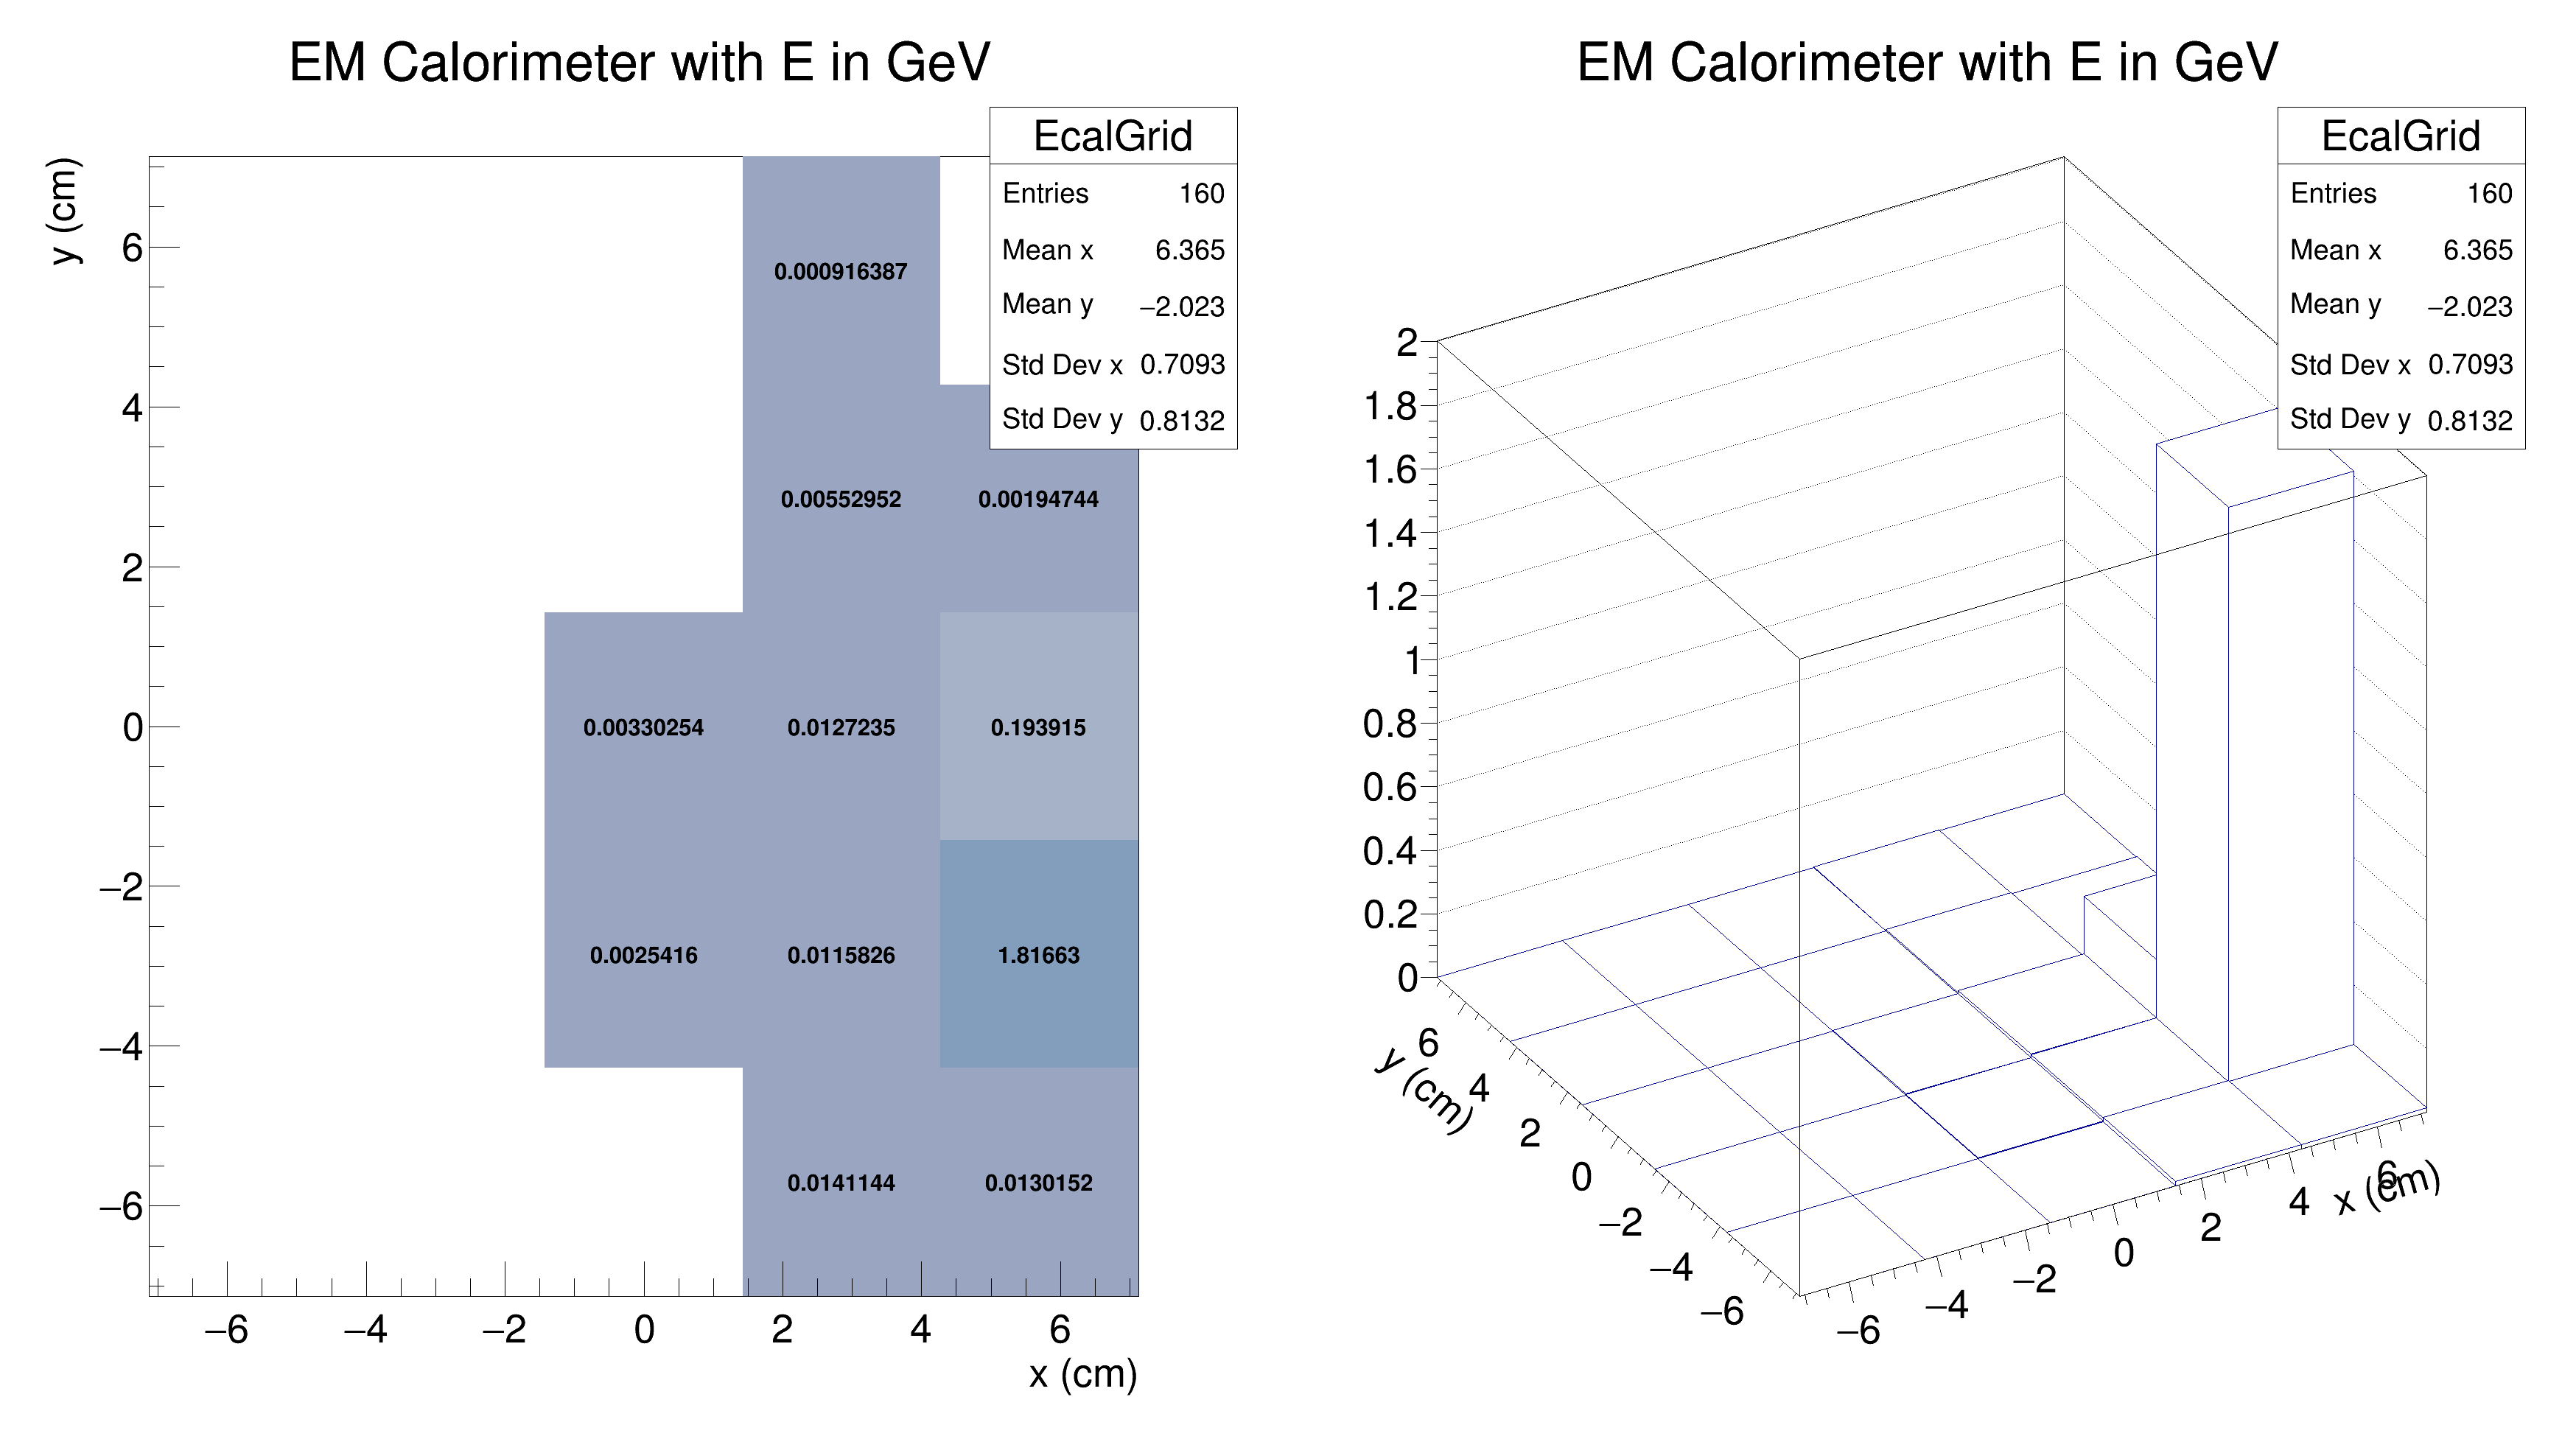 EM Calorimeter with E in GeV
EcalGrid
Entries 160
Mean x 6.365
Mean y −2.023
Std Dev x 0.7093
Std Dev y 0.8132
y (cm)
6
4
2
0
−2
−4
−6
0.000916387
0.00552952 0.00194744
0.00330254 0.0127235 0.193915
0.0025416 0.0115826 1.81663
0.0141144 0.0130152
−6 −4 −2 0 2 4 6
x (cm)
EM Calorimeter with E in GeV
EcalGrid
Entries 160
Mean x 6.365
Mean y −2.023
Std Dev x 0.7093
Std Dev y 0.8132
2
1.8
1.6
1.4
1.2
1
0.8
0.6
0.4
0.2
0
y (cm)
6
4
2
0
−2
−4
−6
−6 −4 −2 0 2 4 6
x (cm)